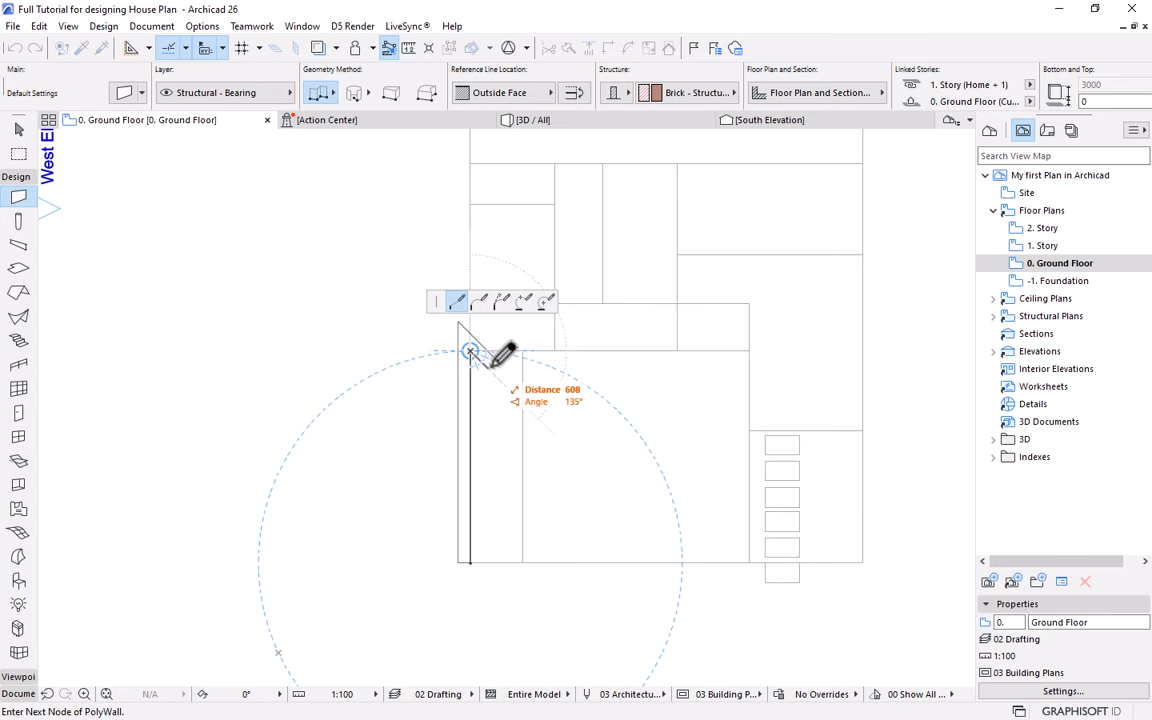 Full Tutorial for designing House Plan - Archicad 26
File Edit View Design Document Options Teamwork Window D5 Render LiveSync® Help
Main: Layer: Geometry Method: Reference Line Location: Structure: Floor Plan and Section: Linked Stories: Bottom and Top:
Default Settings Structural - Bearing Outside Face Brick - Structu... Floor Plan and Section... 1. Story (Home + 1) 3000
0. Ground Floor (Cu... 0
0. Ground Floor [0. Ground Floor] [Action Center] [3D / All] [South Elevation]
West El
Design
Search View Map
My first Plan in Archicad
Site
Floor Plans
2. Story
1. Story
0. Ground Floor
-1. Foundation
Ceiling Plans
Structural Plans
Sections
Elevations
Interior Elevations
Worksheets
Details
3D Documents
3D
Indexes
Distance 608
Angle 135°
Properties
0. Ground Floor
02 Drafting
1:100
03 Building Plans
Settings...
Viewpoi
Docume N/A 0° 1:100 02 Drafting Entire Model 03 Architectu... 03 Building P... No Overrides 00 Show All ...
Enter Next Node of PolyWall.
GRAPHISOFT ID